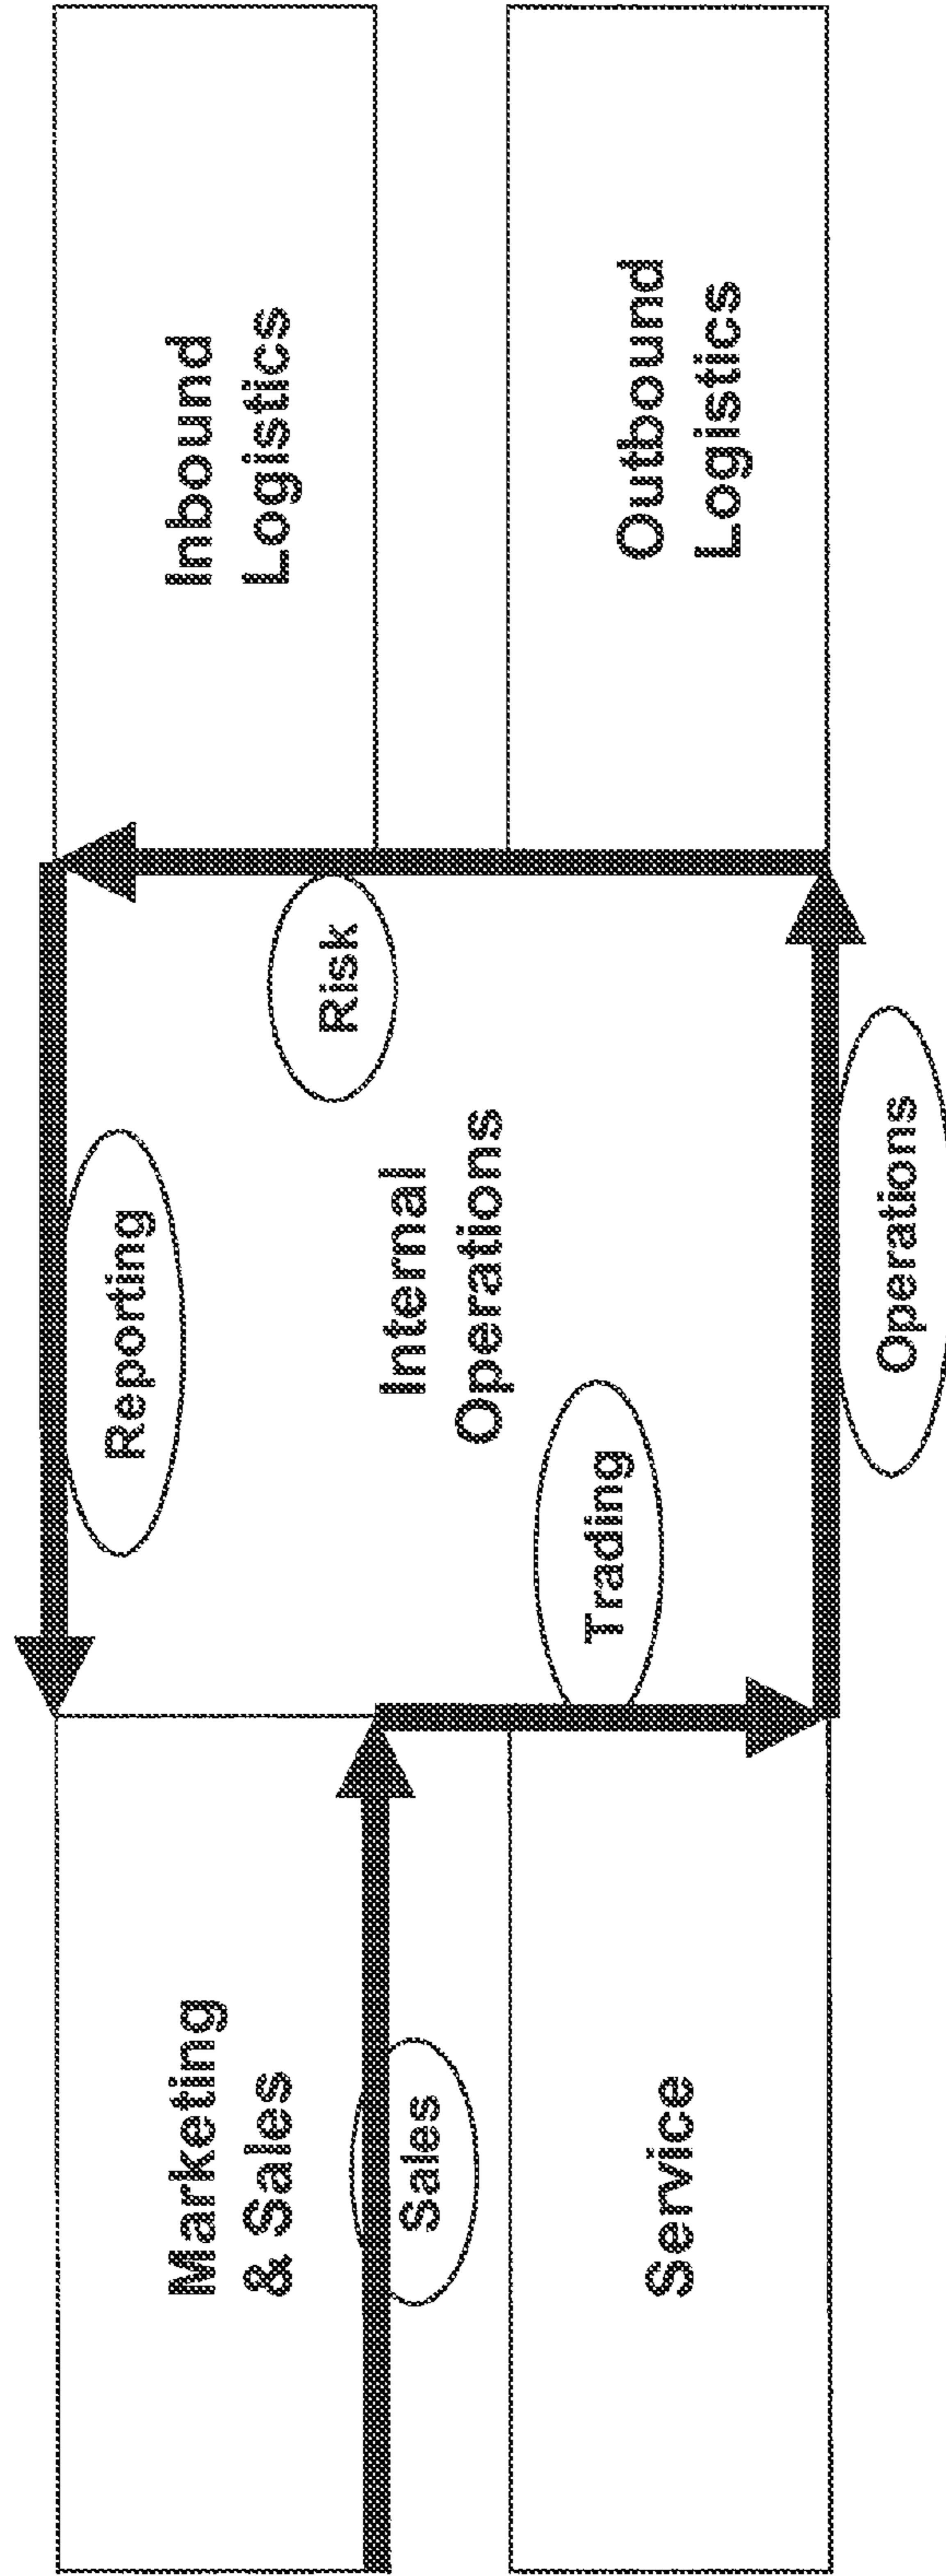 Marketing
& Sales
Sales
Service
Reporting
Internal
Operations
Trading
Operations
Risk
Inbound
Logistics
Outbound
Logistics